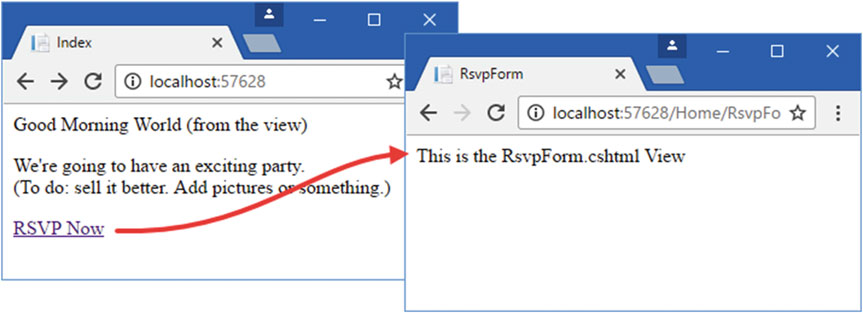 Index
localhost:57628
Good Morning World (from the view)
We're going to have an exciting party.
(To do: sell it better. Add pictures or something.)
RSVP Now
RsvpForm
localhost:57628/Home/RsvpFo
This is the RsvpForm.cshtml View